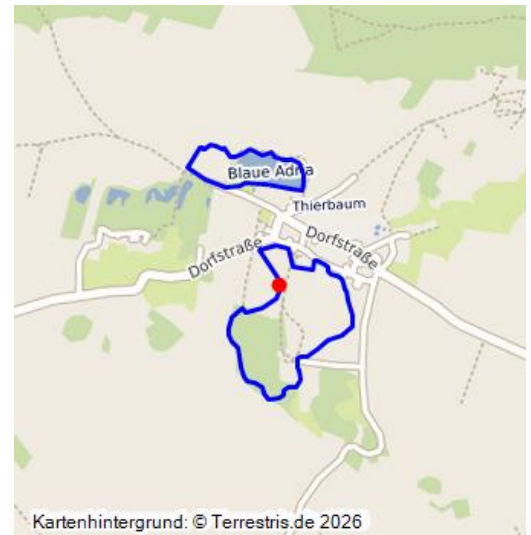 Blaue Adria
Thierbaum
Dorfstraße
Dorfstraße
Kartenhintergrund: © Terrestris.de 2026